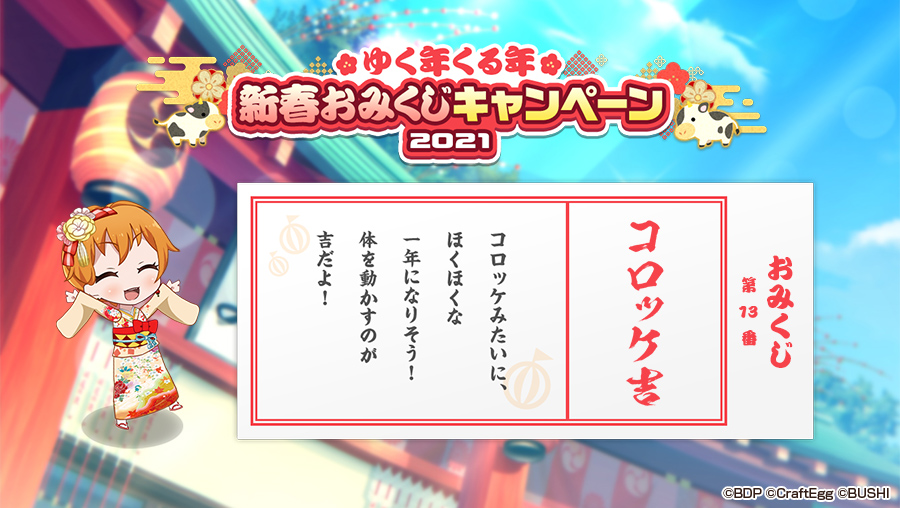 ゆく年くる年
新春おみくじキャンペーン
2021
おみくじ
第13番
コロッケ吉
コロッケみたいに、
ほくほくな
一年になりそう！
体を動かすのが
吉だよ！
©BDP ©CraftEgg ©BUSHI